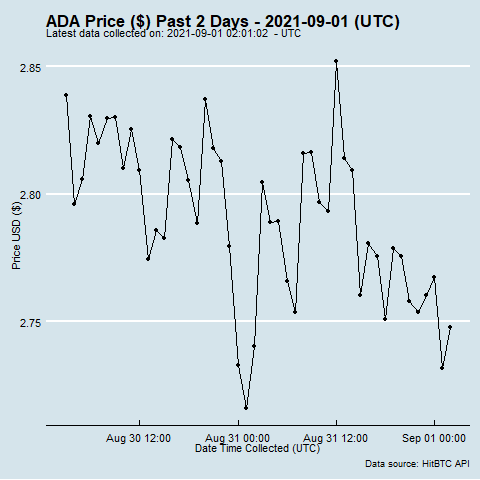 ADA Price ($) Past 2 Days - 2021-09-01 (UTC)
Latest data collected on: 2021-09-01 02:01:02 - UTC
2.85
2.80
2.75
Price USD ($)
Aug 30 12:00 Aug 31 00:00 Aug 31 12:00 Sep 01 00:00
Date Time Collected (UTC)
Data source: HitBTC API